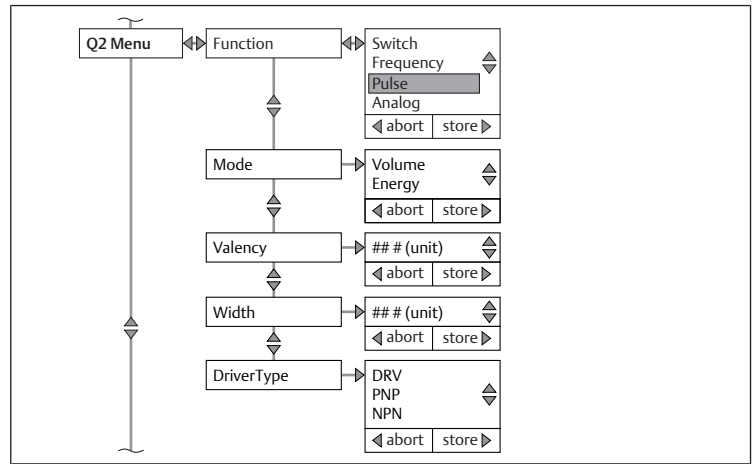 Q2 Menu
Function
Switch
Frequency
Pulse
Analog
abort store
Mode
Volume
Energy
abort store
Valency
## # (unit)
abort store
Width
## # (unit)
abort store
DriverType
DRV
PNP
NPN
abort store